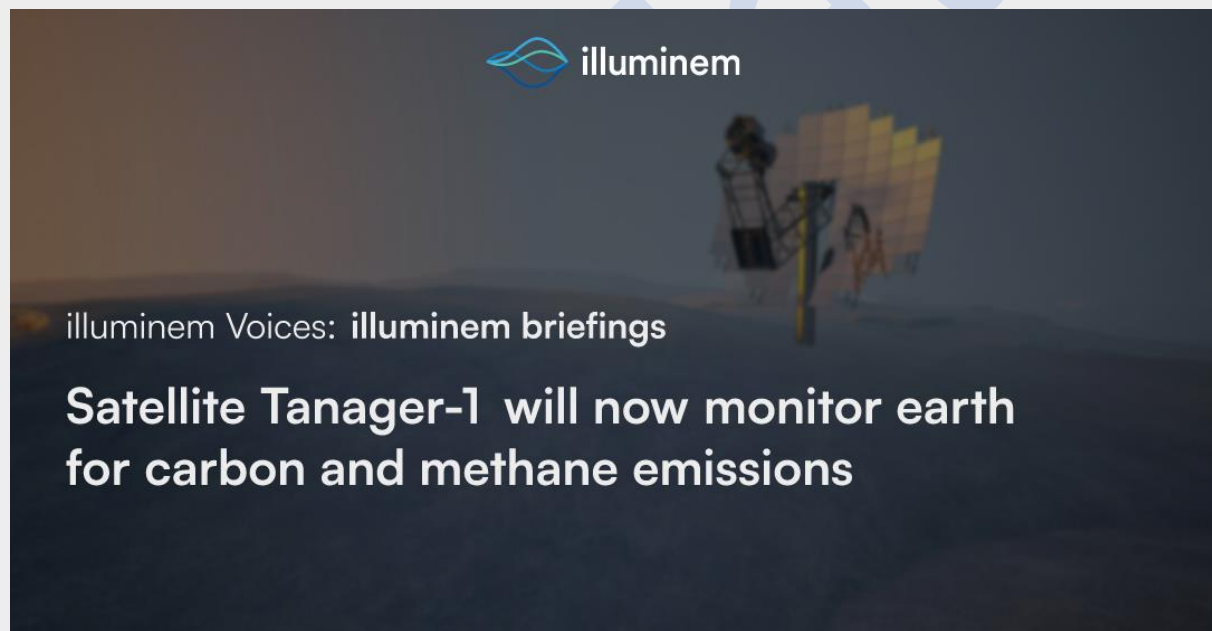 illuminem
illuminem Voices: illuminem briefings
Satellite Tanager-1 will now monitor earth
for carbon and methane emissions